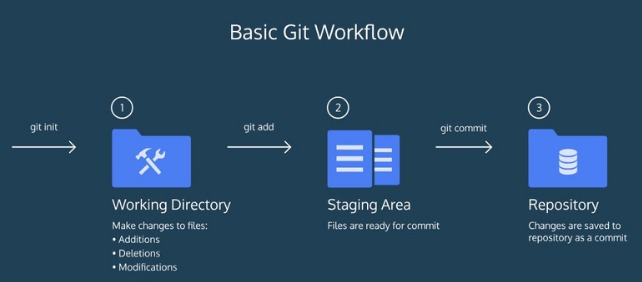 Basic Git Workflow
git init
1
Working Directory
Make changes to files:
• Additions
• Deletions
• Modifications
git add
2
Staging Area
Files are ready for commit
git commit
3
Repository
Changes are saved to
repository as a commit